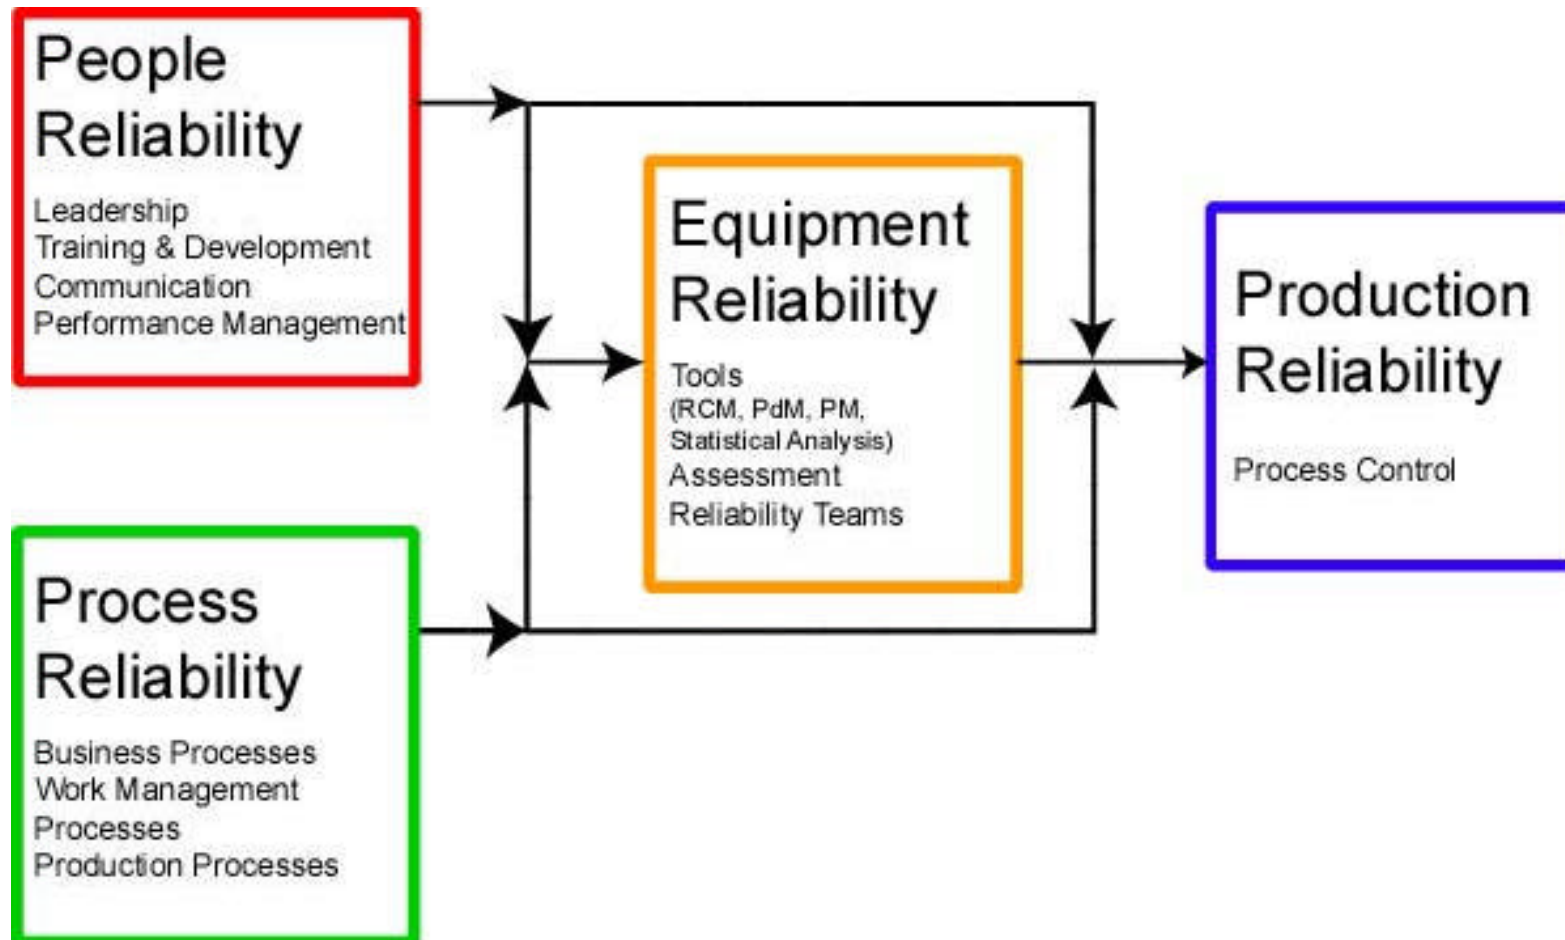 People
Reliability
Leadership
Training & Development
Communication
Performance Management
Process
Reliability
Business Processes
Work Management
Processes
Production Processes
Equipment
Reliability
Tools
(RCM, PdM, PM,
Statistical Analysis)
Assessment
Reliability Teams
Production
Reliability
Process Control